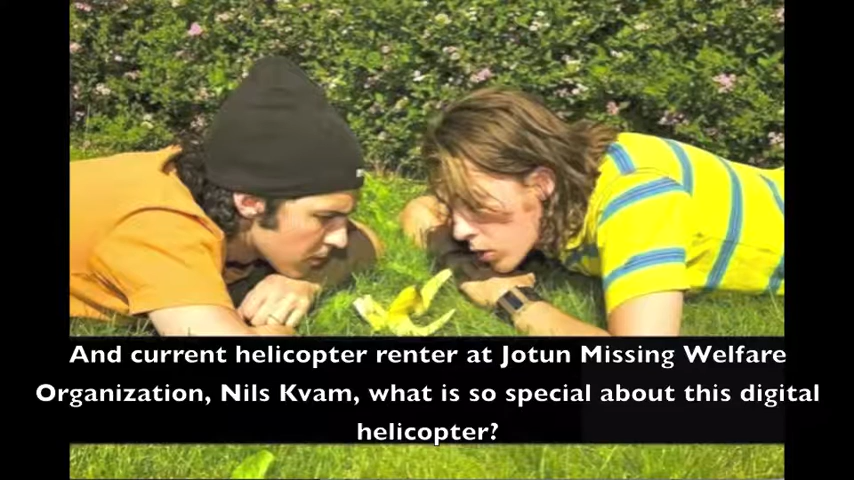 And current helicopter renter at Jotun Missing Welfare
Organization, Nils Kvam, what is so special about this digital
helicopter?